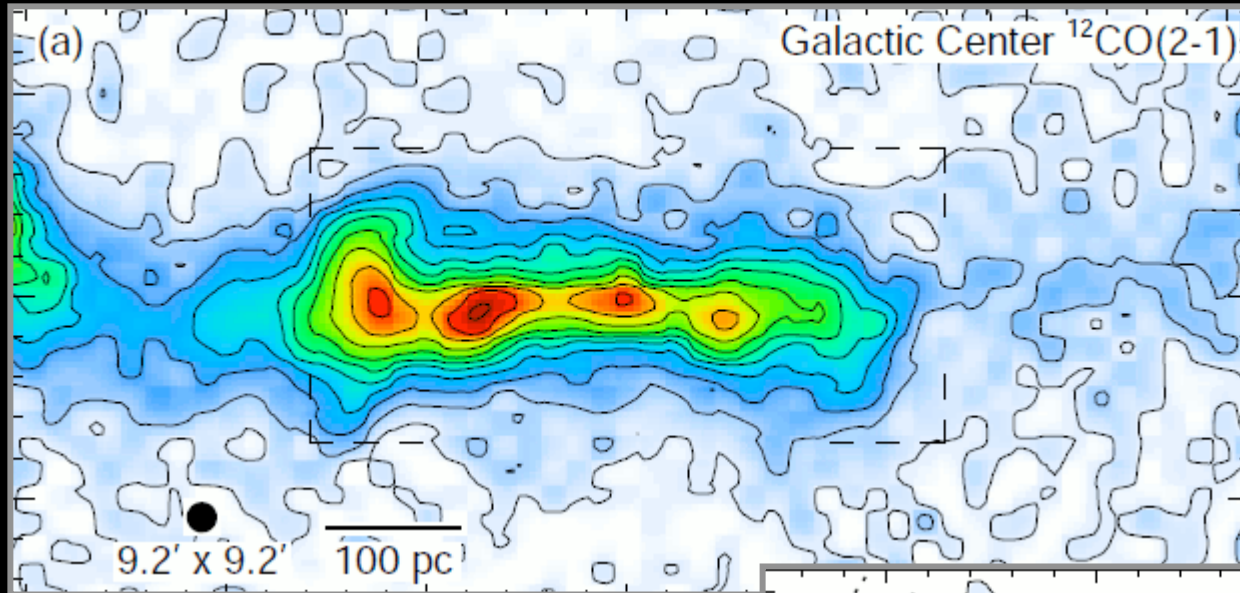 (a)
Galactic Center ¹²CO(2-1)
9.2′ x 9.2′
100 pc